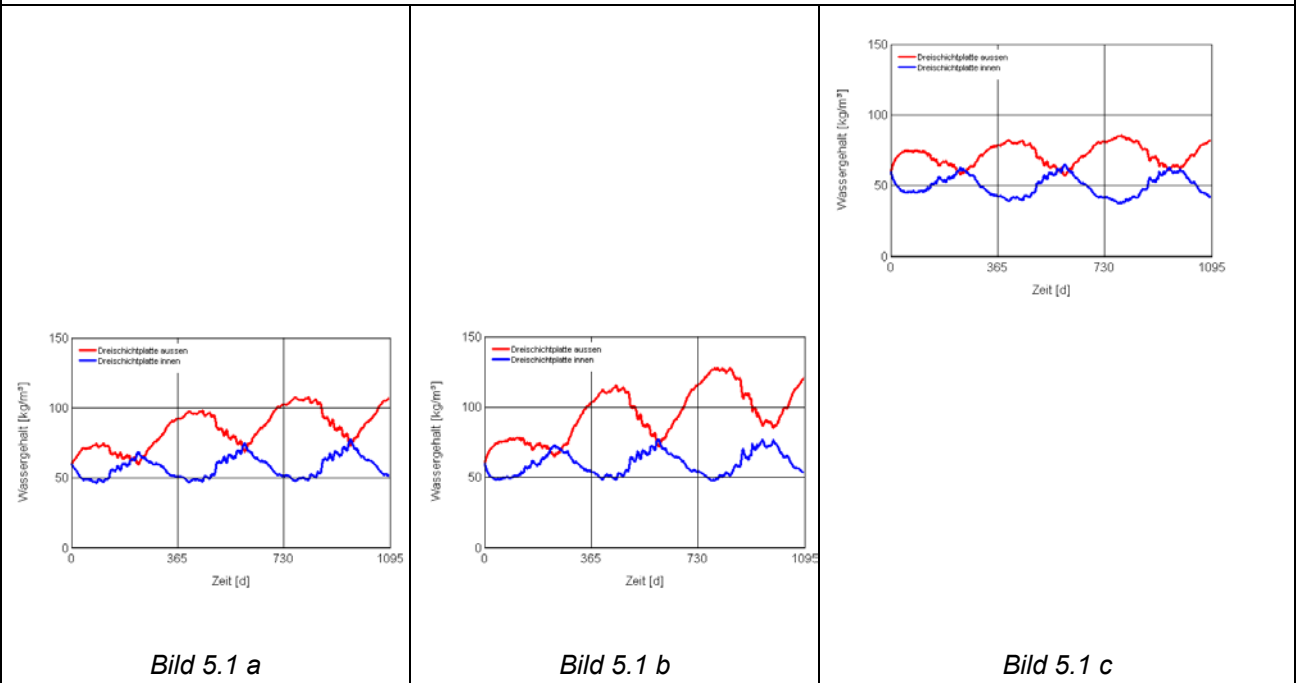 150
100
50
0
0 365 730 1095
Wassergehalt [kg/m³]
Zeit [d]
Dreischichtplatte aussen
Dreischichtplatte innen
Bild 5.1 a
150
100
50
0
0 365 730 1095
Wassergehalt [kg/m³]
Zeit [d]
Dreischichtplatte aussen
Dreischichtplatte innen
Bild 5.1 b
150
100
50
0
0 365 730 1095
Wassergehalt [kg/m³]
Zeit [d]
Dreischichtplatte aussen
Dreischichtplatte innen
Bild 5.1 c